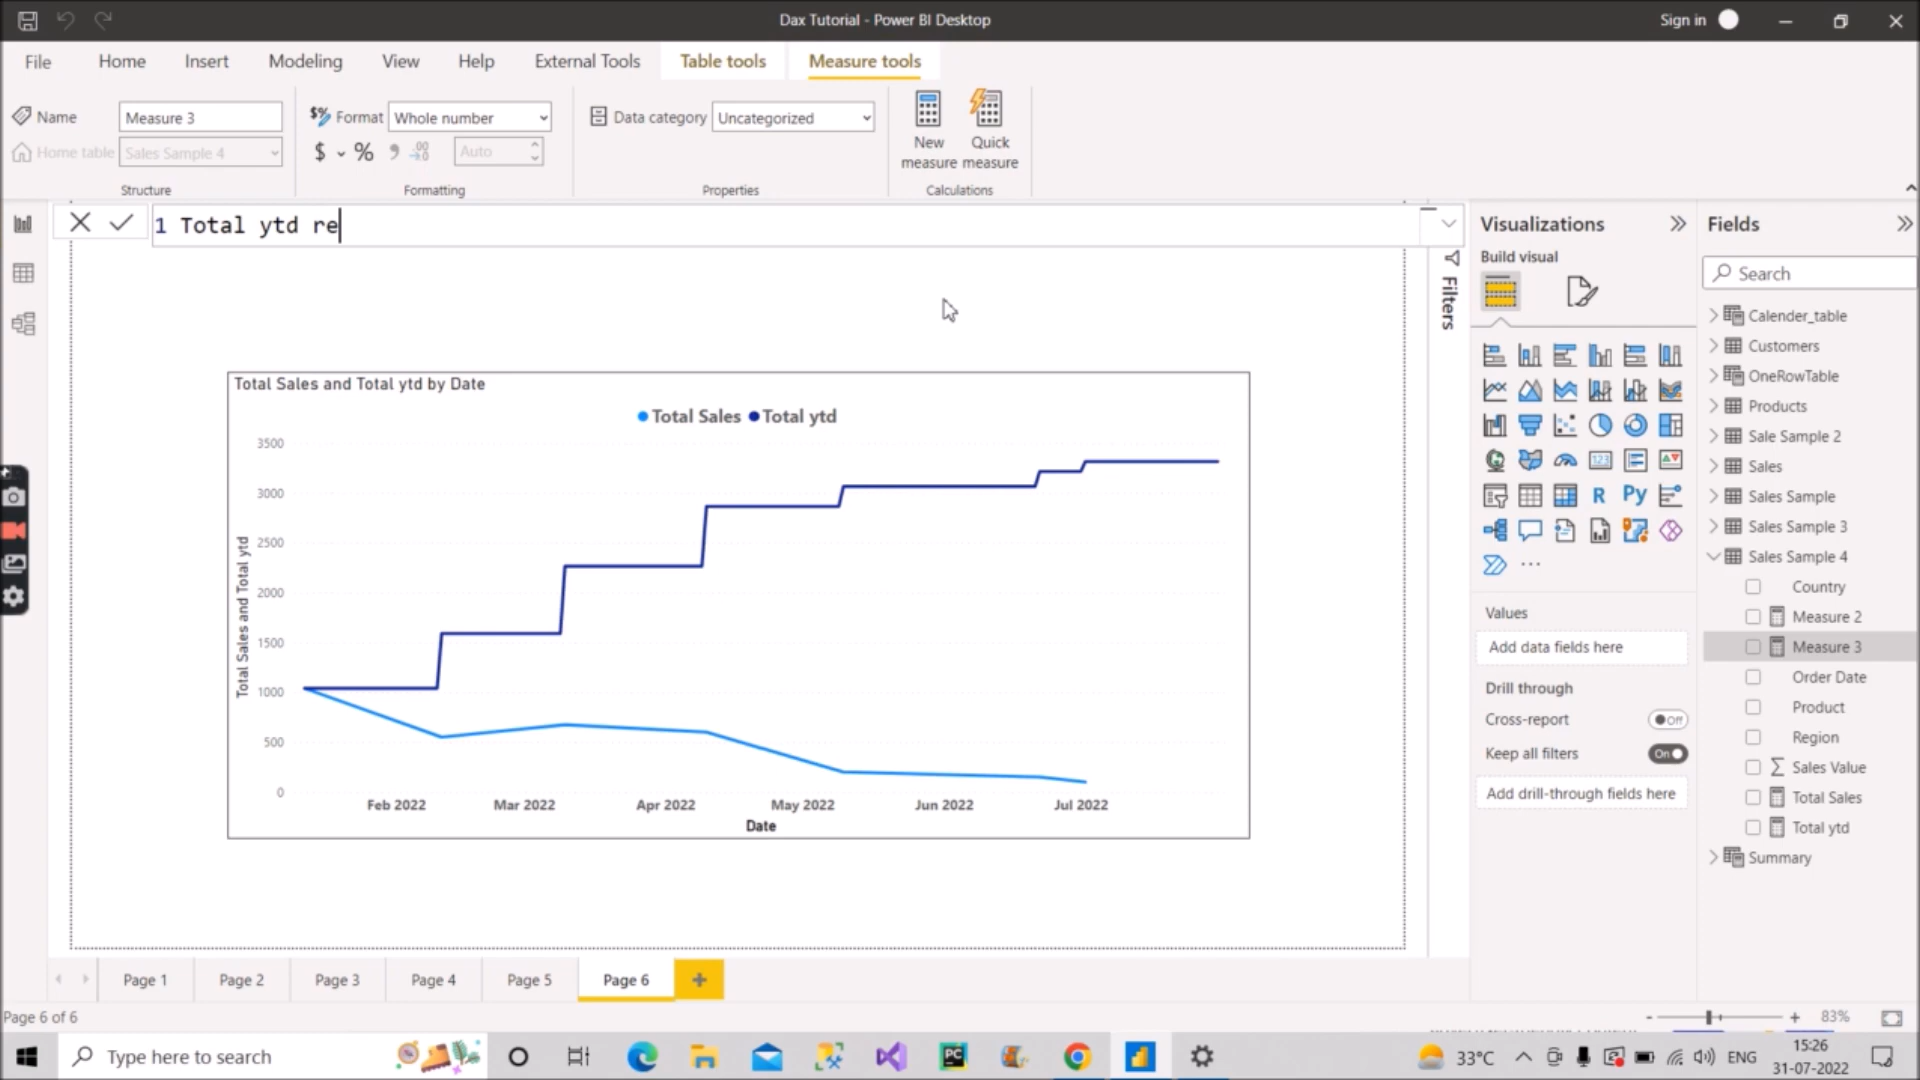 Dax Tutorial - Power BI Desktop
Sign in
File Home Insert Modeling View Help External Tools Table tools Measure tools
Name Measure 3
Home table Sales Sample 4
Structure
Format Whole number
$ % Auto
Formatting
Data category Uncategorized
Properties
New measure
Quick measure
Calculations
1 Total ytd re
Total Sales and Total ytd by Date
Total Sales Total ytd
Total Sales and Total ytd
3500
3000
2500
2000
1500
1000
500
0
Feb 2022 Mar 2022 Apr 2022 May 2022 Jun 2022 Jul 2022
Date
Filters
Visualizations
Build visual
123
R
Py
...
Values
Add data fields here
Drill through
Cross-report Off
Keep all filters On
Add drill-through fields here
Fields
Search
Calender_table
Customers
OneRowTable
Products
Sale Sample 2
Sales
Sales Sample
Sales Sample 3
Sales Sample 4
Country
Measure 2
Measure 3
Order Date
Product
Region
Sales Value
Total Sales
Total ytd
Summary
Page 1 Page 2 Page 3 Page 4 Page 5 Page 6 +
Page 6 of 6
- + 83%
Type here to search
PC
33°C
ENG
15:26
31-07-2022